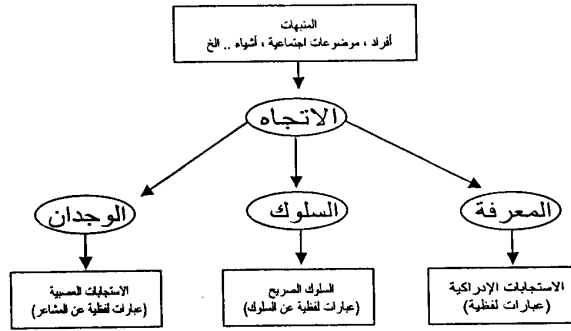 المنبهات
أفراد ، موضوعات اجتماعية ، أشياء .. الخ
الاتجاه
المعرفة
السلوك
الوجدان
الاستجابات الإدراكية
(عبارات لفظية)
السلوك الصريح
(عبارات لفظية عن السلوك)
الاستجابات العصبية
(عبارات لفظية عن المشاعر)